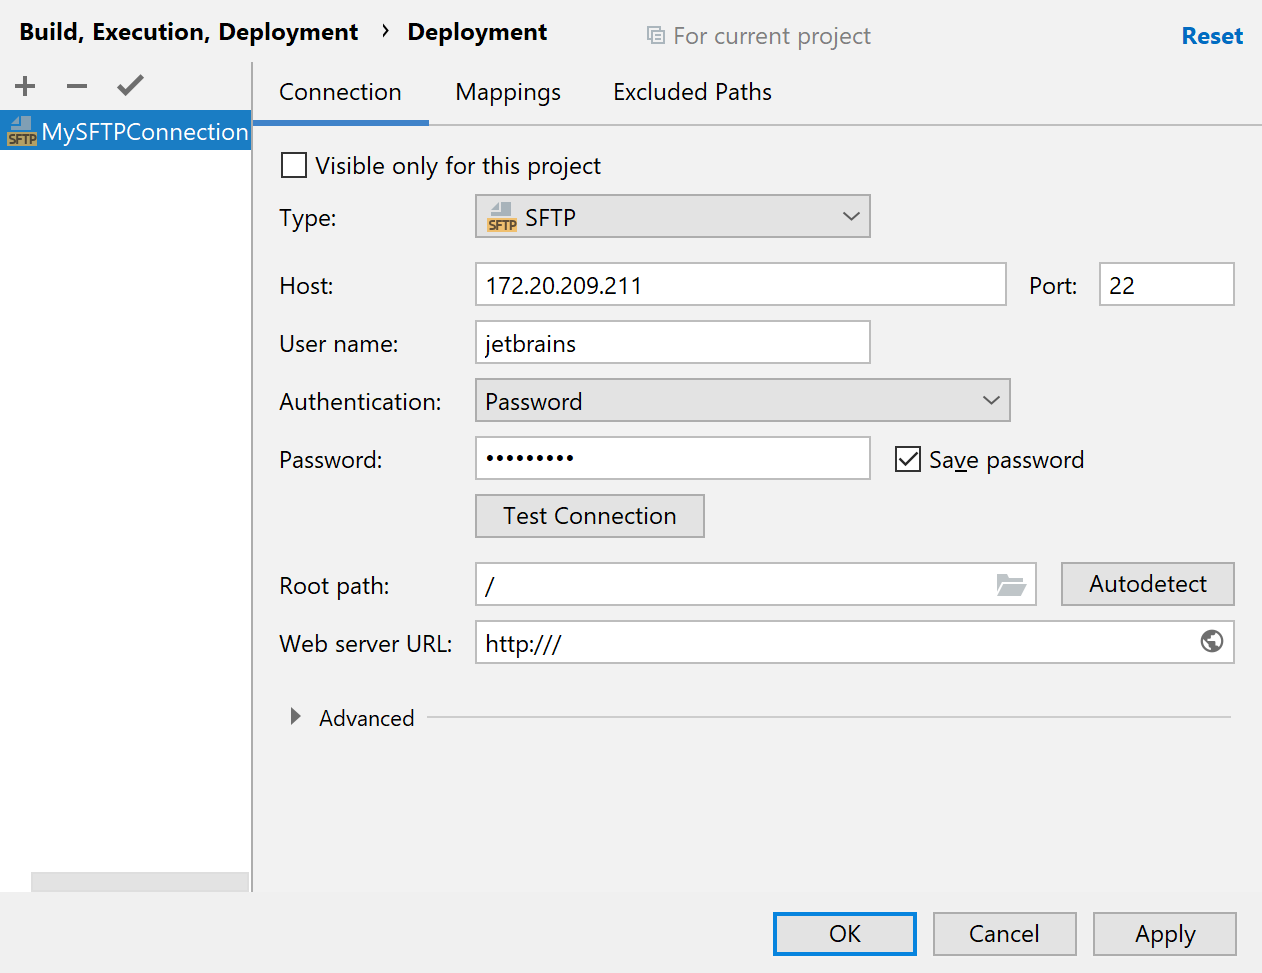 Build, Execution, Deployment › Deployment
For current project
Reset
Connection
Mappings
Excluded Paths
SFTP MySFTPConnection
Visible only for this project
Type: SFTP SFTP
Host: 172.20.209.211 Port: 22
User name: jetbrains
Authentication: Password
Password: ••••••••• Save password
Test Connection
Root path: / Autodetect
Web server URL: http:///
Advanced
OK Cancel Apply